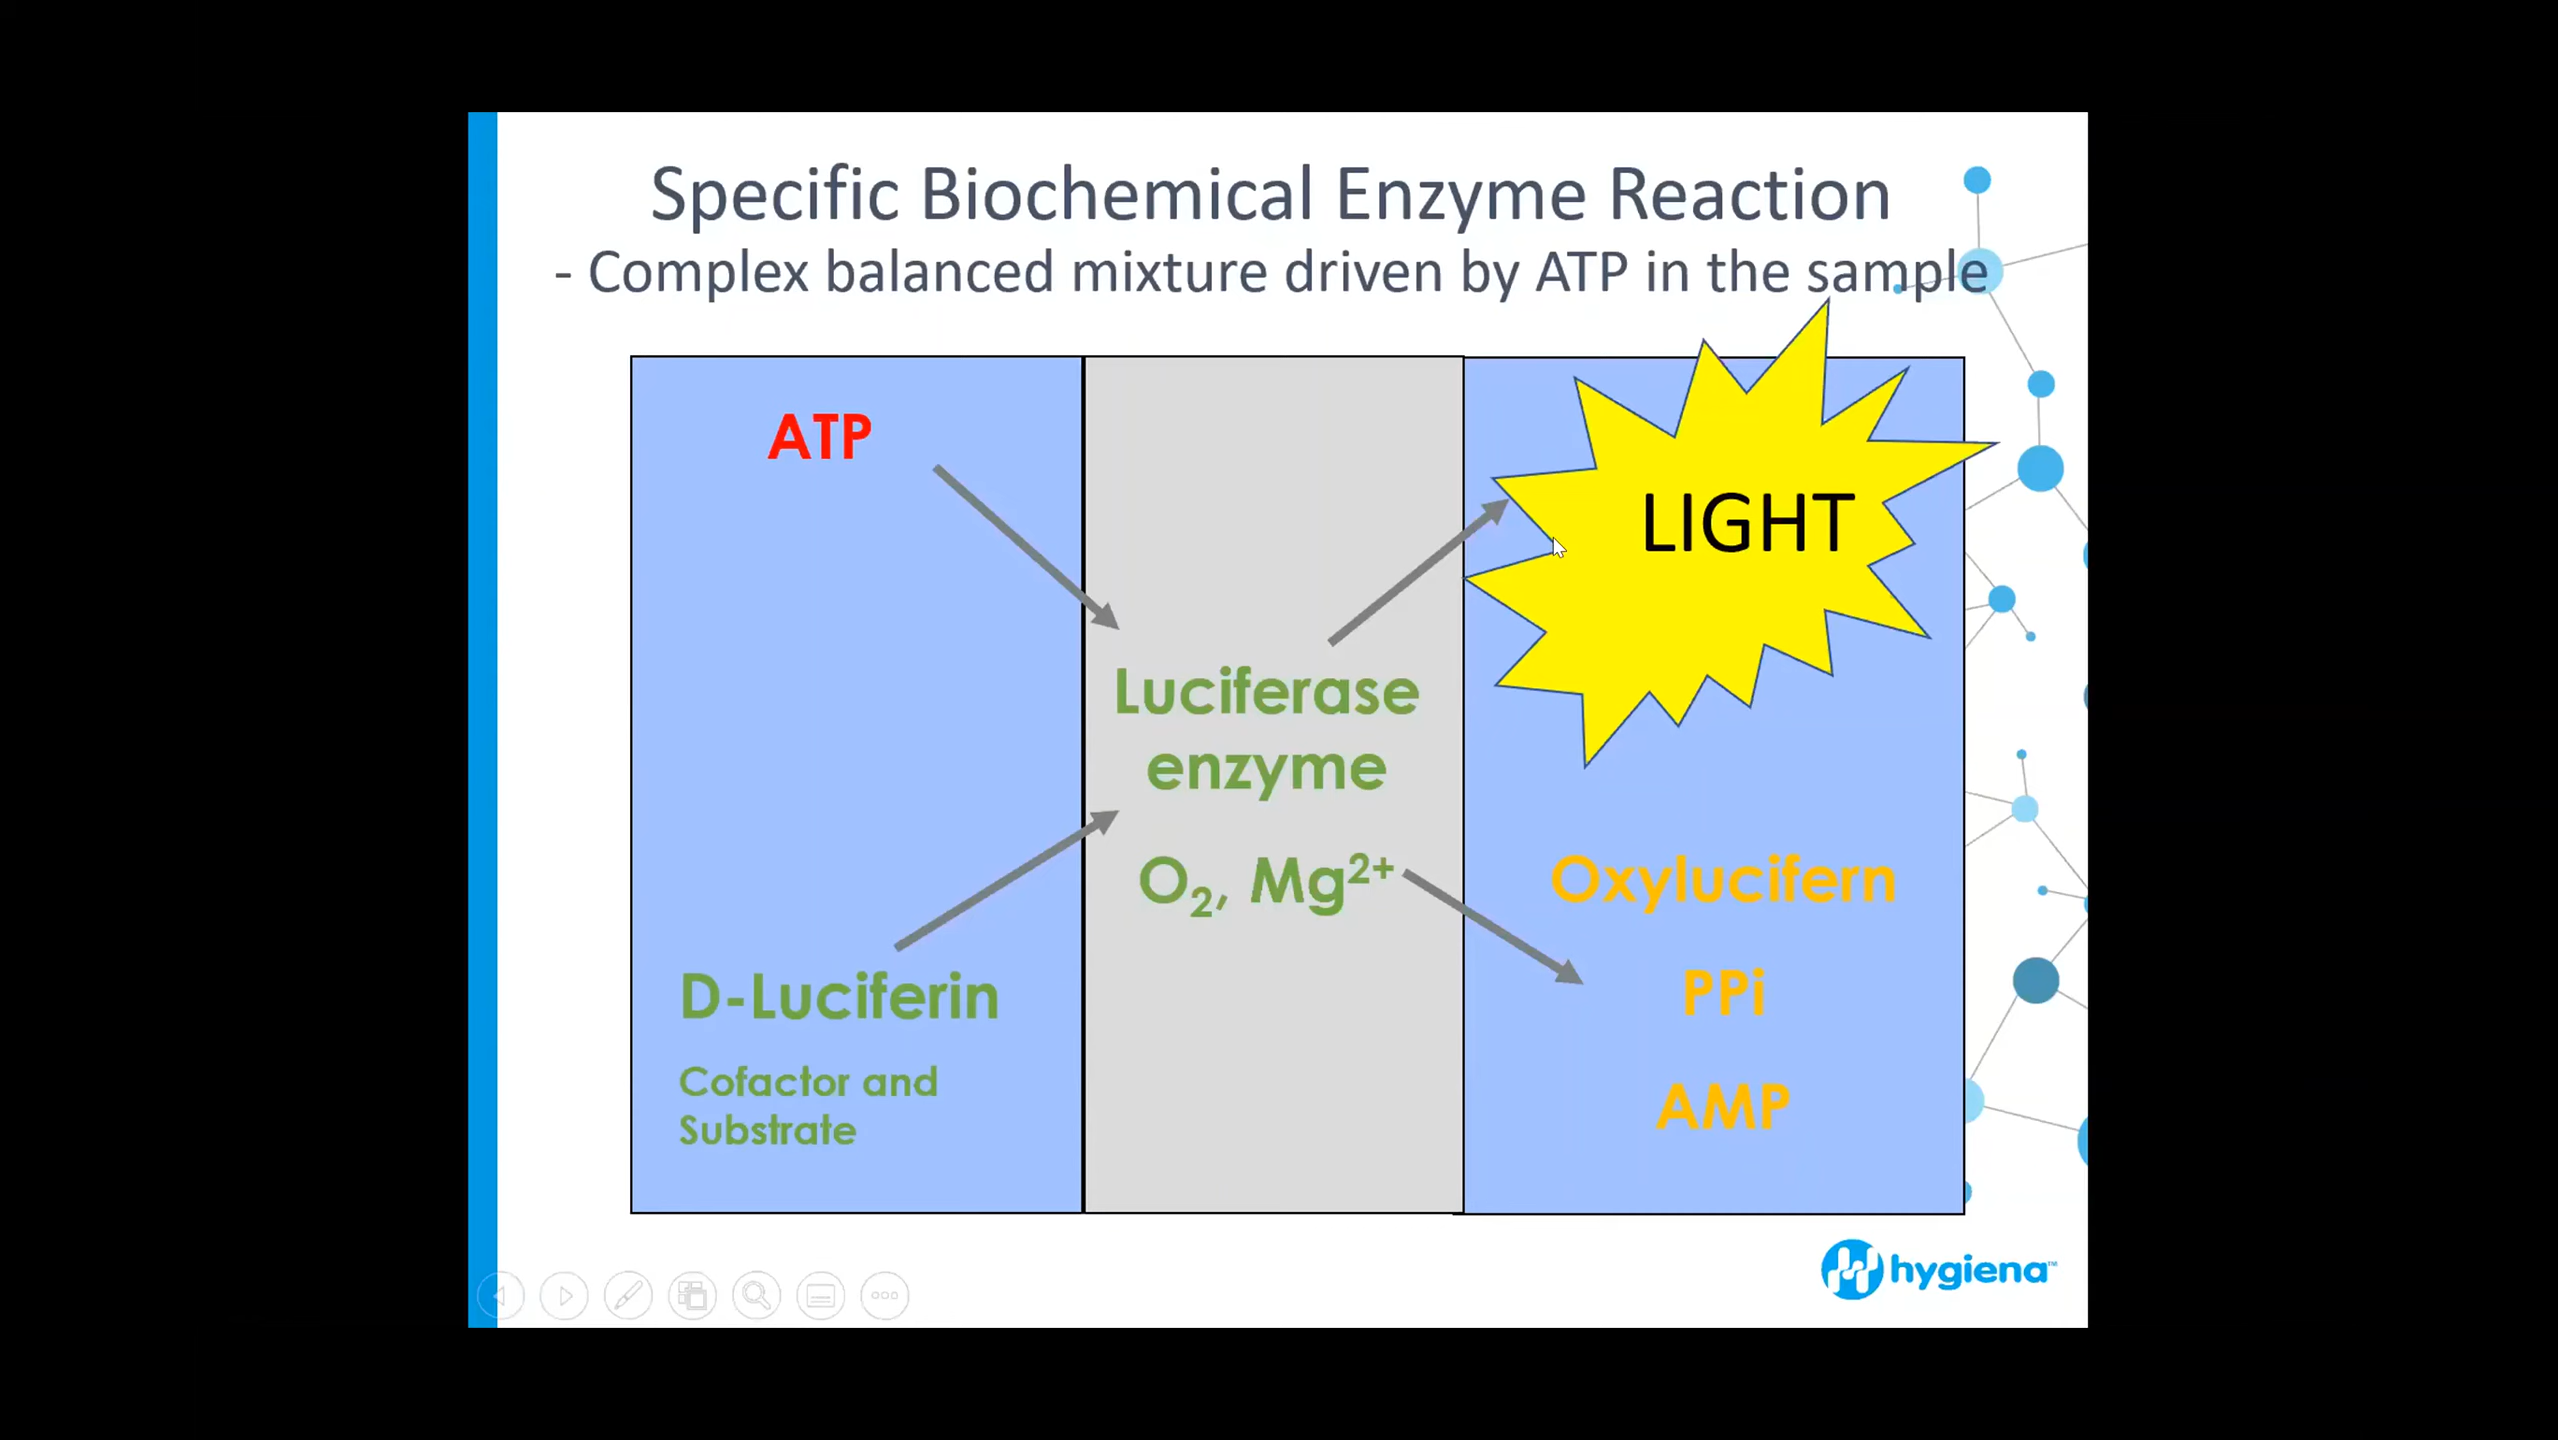 Specific Biochemical Enzyme Reaction
- Complex balanced mixture driven by ATP in the sample
ATP
LIGHT
Luciferase
enzyme
O₂, Mg²⁺
D-Luciferin
Cofactor and
Substrate
Oxylucifern
PPi
AMP
hygiena™